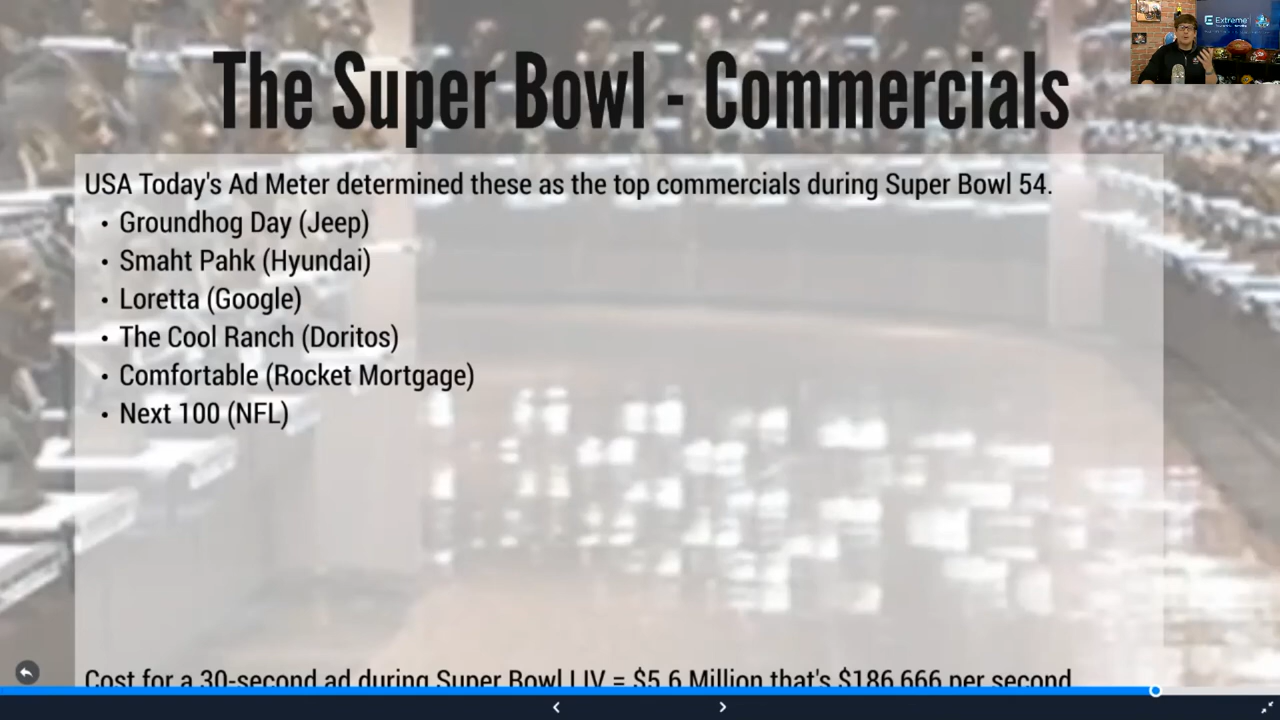 The Super Bowl - Commercials
Extreme
USA Today's Ad Meter determined these as the top commercials during Super Bowl 54.
• Groundhog Day (Jeep)
• Smaht Pahk (Hyundai)
• Loretta (Google)
• The Cool Ranch (Doritos)
• Comfortable (Rocket Mortgage)
• Next 100 (NFL)
Cost for a 30-second ad during Super Bowl LIV = $5.6 Million that's $186,666 per second